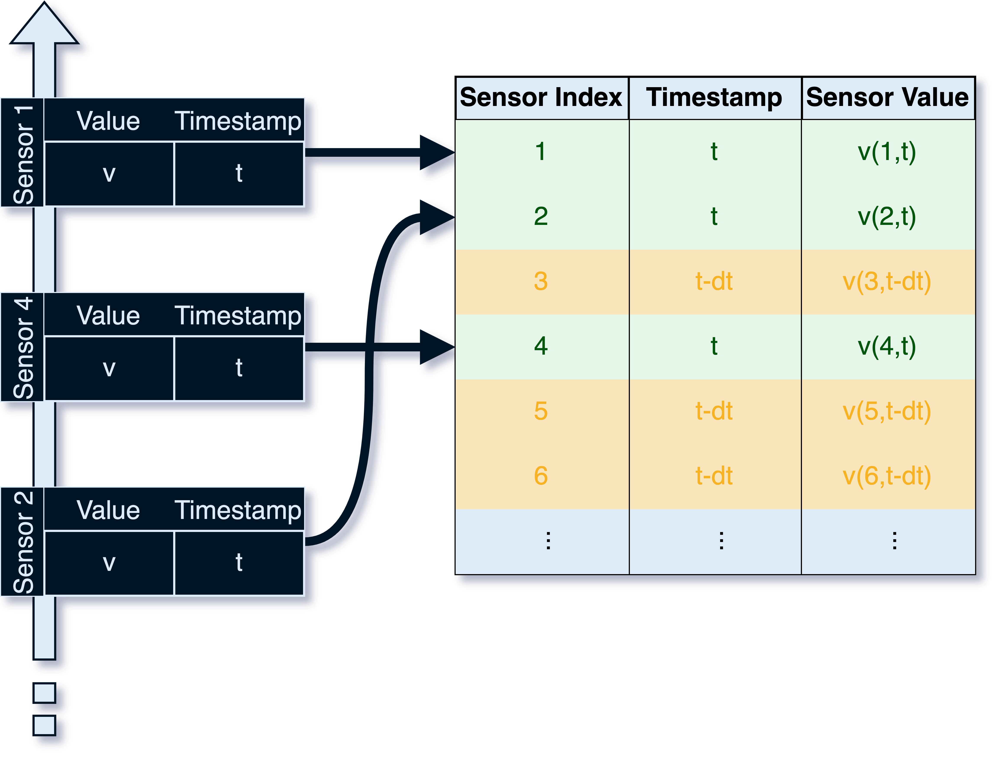 Sensor 1
Value Timestamp
v t
Sensor 4
Value Timestamp
v t
Sensor 2
Value Timestamp
v t
Sensor Index Timestamp Sensor Value
1 t v(1,t)
2 t v(2,t)
3 t-dt v(3,t-dt)
4 t v(4,t)
5 t-dt v(5,t-dt)
6 t-dt v(6,t-dt)
⋮ ⋮ ⋮